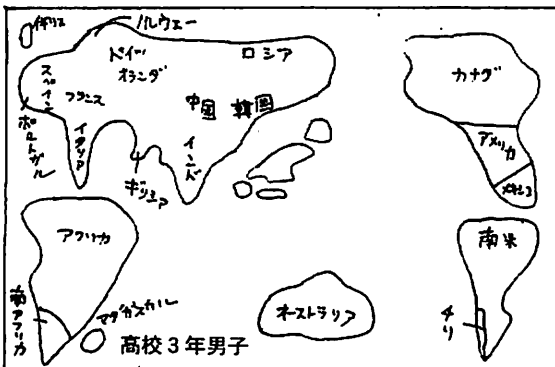 イギリス
ノルウェー
ドイツ
ロシア
オランダ
スペイン
フランス
中国
韓国
ポルトガル
イタリア
ギリシア
インド
カナダ
アメリカ
メキシコ
アフリカ
南アフリカ
マダガスカル
オーストラリア
南米
チリ
高校3年男子